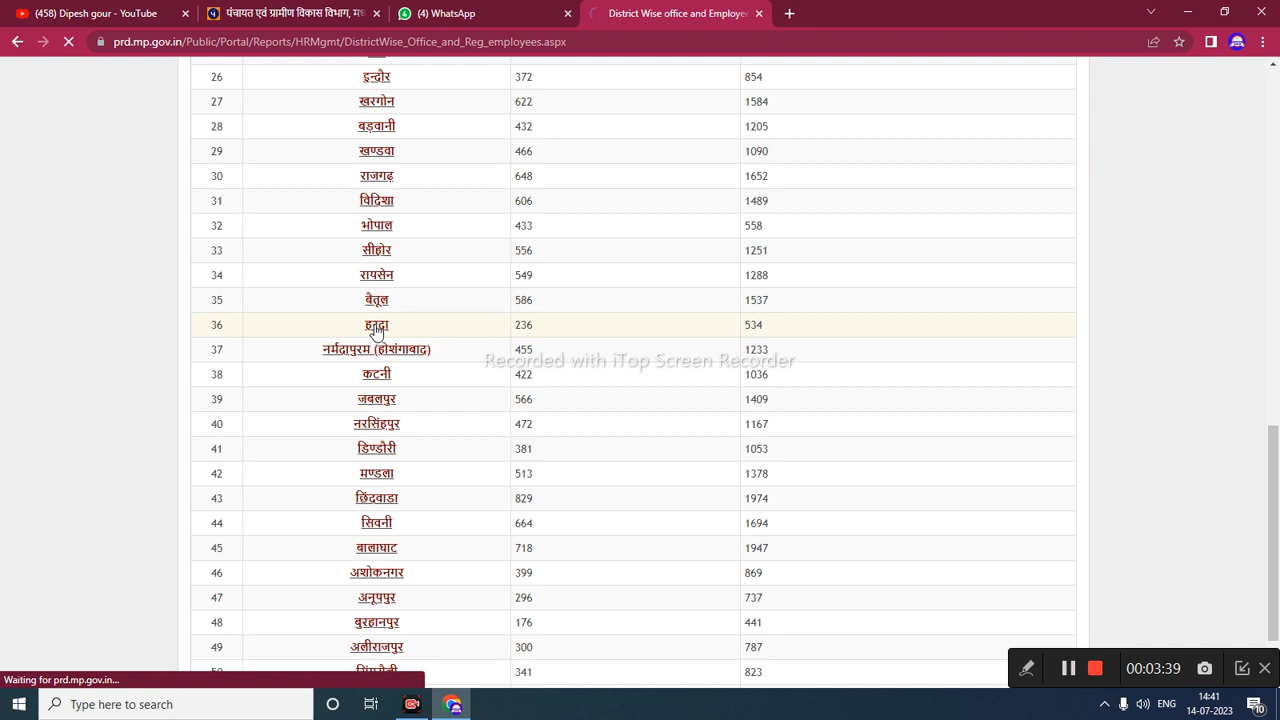 (458) Dipesh gour - YouTube
पंचायत एवं ग्रामीण विकास विभाग, मध
(4) WhatsApp
District Wise office and Employe
prd.mp.gov.in/Public/Portal/Reports/HRMgmt/DistrictWise_Office_and_Reg_employees.aspx
26 इन्दौर 372 854
27 खरगोन 622 1584
28 बड़वानी 432 1205
29 खण्डवा 466 1090
30 राजगढ़ 648 1652
31 विदिशा 606 1489
32 भोपाल 433 558
33 सीहोर 556 1251
34 रायसेन 549 1288
35 बैतूल 586 1537
36 हरदा 236 534
37 नर्मदापुरम (होशंगाबाद) 455 1233
Recorded with iTop Screen Recorder
38 कटनी 422 1036
39 जबलपुर 566 1409
40 नरसिंहपुर 472 1167
41 डिण्डौरी 381 1053
42 मण्डला 513 1378
43 छिंदवाडा 829 1974
44 सिवनी 664 1694
45 बालाघाट 718 1947
46 अशोकनगर 399 869
47 अनूपपुर 296 737
48 बुरहानपुर 176 441
49 अलीराजपुर 300 787
50 सिंगरौली 341 823
00:03:39
Waiting for prd.mp.gov.in...
Type here to search
ENG
14:41
14-07-2023
10